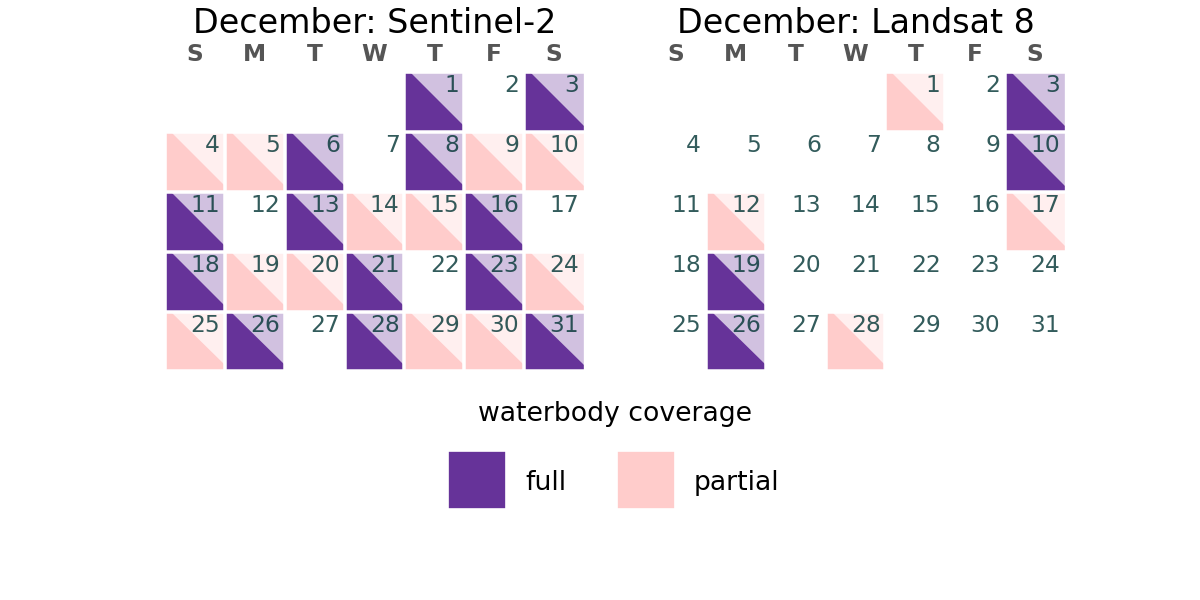 December: Sentinel-2
S M T W T F S
1 2 3
4 5 6 7 8 9 10
11 12 13 14 15 16 17
18 19 20 21 22 23 24
25 26 27 28 29 30 31
December: Landsat 8
S M T W T F S
1 2 3
4 5 6 7 8 9 10
11 12 13 14 15 16 17
18 19 20 21 22 23 24
25 26 27 28 29 30 31
waterbody coverage
full partial